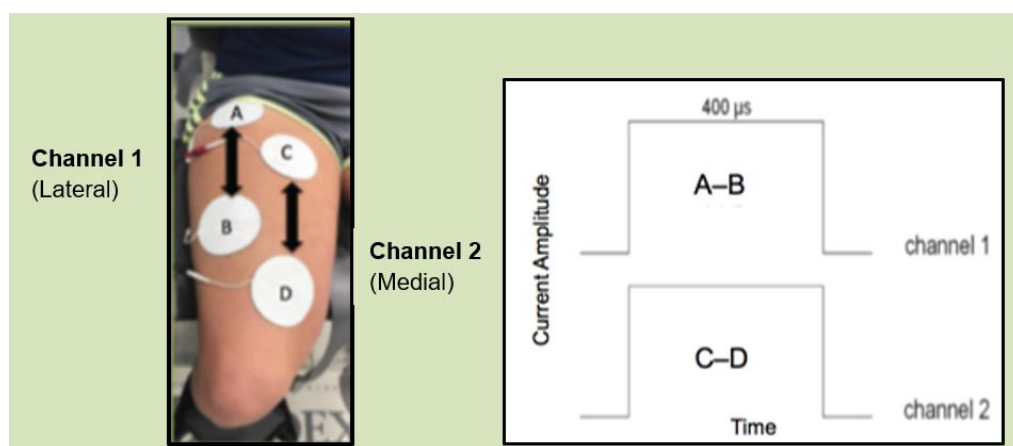 Channel 1
(Lateral)
A
C
B
D
Channel 2
(Medial)
400 µs
A–B
channel 1
Current Amplitude
C–D
channel 2
Time